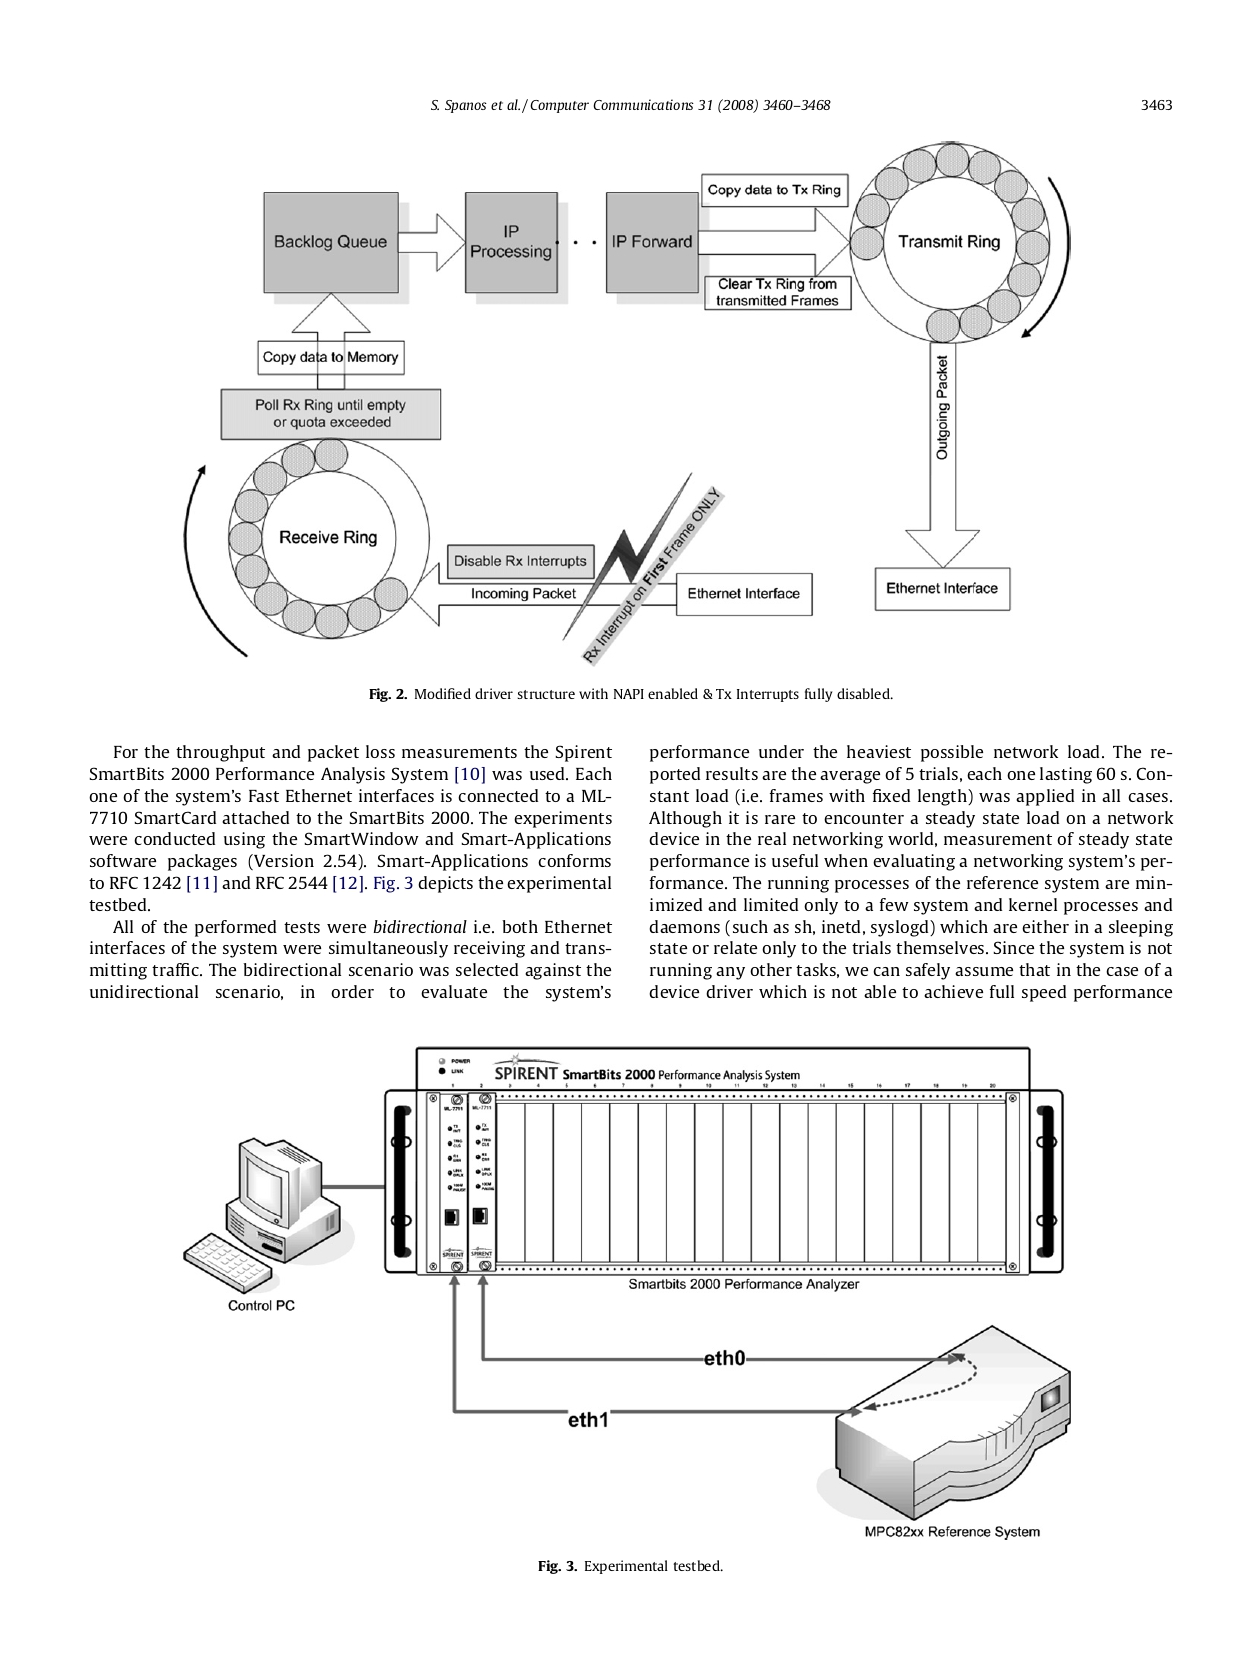 S. Spanos et al. / Computer Communications 31 (2008) 3460–3468
3463
Copy data to Tx Ring
Backlog Queue
IP
Processing
. . .
IP Forward
Transmit Ring
Clear Tx Ring from
transmitted Frames
Copy data to Memory
Outgoing Packet
Poll Rx Ring until empty
or quota exceeded
Receive Ring
Disable Rx Interrupts
Incoming Packet
Rx Interrupt on First Frame ONLY
Ethernet Interface
Ethernet Interface
Fig. 2. Modified driver structure with NAPI enabled & Tx Interrupts fully disabled.
For the throughput and packet loss measurements the Spirent
SmartBits 2000 Performance Analysis System [10] was used. Each
one of the system's Fast Ethernet interfaces is connected to a ML-
7710 SmartCard attached to the SmartBits 2000. The experiments
were conducted using the SmartWindow and Smart-Applications
software packages (Version 2.54). Smart-Applications conforms
to RFC 1242 [11] and RFC 2544 [12]. Fig. 3 depicts the experimental
testbed.
All of the performed tests were bidirectional i.e. both Ethernet
interfaces of the system were simultaneously receiving and trans-
mitting traffic. The bidirectional scenario was selected against the
unidirectional scenario, in order to evaluate the system's
performance under the heaviest possible network load. The re-
ported results are the average of 5 trials, each one lasting 60 s. Con-
stant load (i.e. frames with fixed length) was applied in all cases.
Although it is rare to encounter a steady state load on a network
device in the real networking world, measurement of steady state
performance is useful when evaluating a networking system's per-
formance. The running processes of the reference system are min-
imized and limited only to a few system and kernel processes and
daemons (such as sh, inetd, syslogd) which are either in a sleeping
state or relate only to the trials themselves. Since the system is not
running any other tasks, we can safely assume that in the case of a
device driver which is not able to achieve full speed performance
POWER
LINK
SPIRENT SmartBits 2000 Performance Analysis System
1 2 3 4 5 6 7 8 9 10 11 12 13 14 15 16 17 18 19 20
ML-7711 ML-7711
SPIRENT SPIRENT
Smartbits 2000 Performance Analyzer
Control PC
eth0
eth1
MPC82xx Reference System
Fig. 3. Experimental testbed.